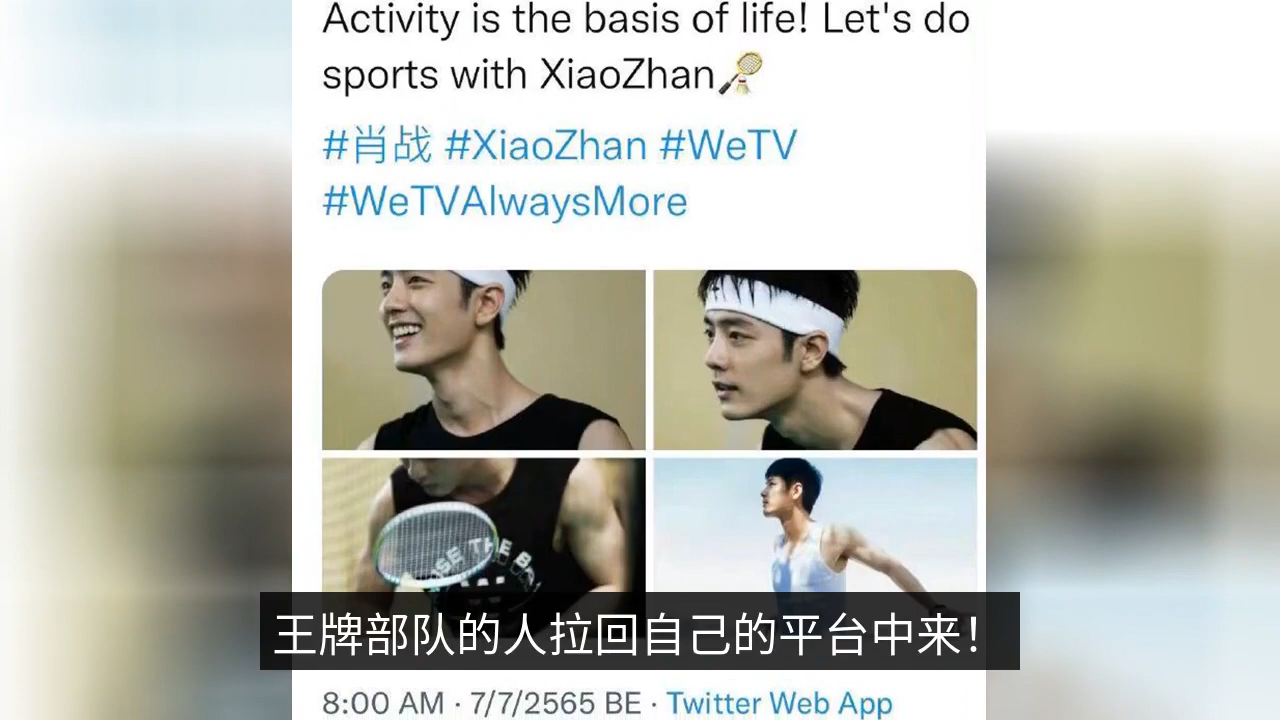 Activity is the basis of life! Let's do
sports with XiaoZhan🏸
#肖战 #XiaoZhan #WeTV
#WeTVAlwaysMore
OSE THE B
王牌部队的人拉回自己的平台中来！
8:00 AM · 7/7/2565 BE · Twitter Web App